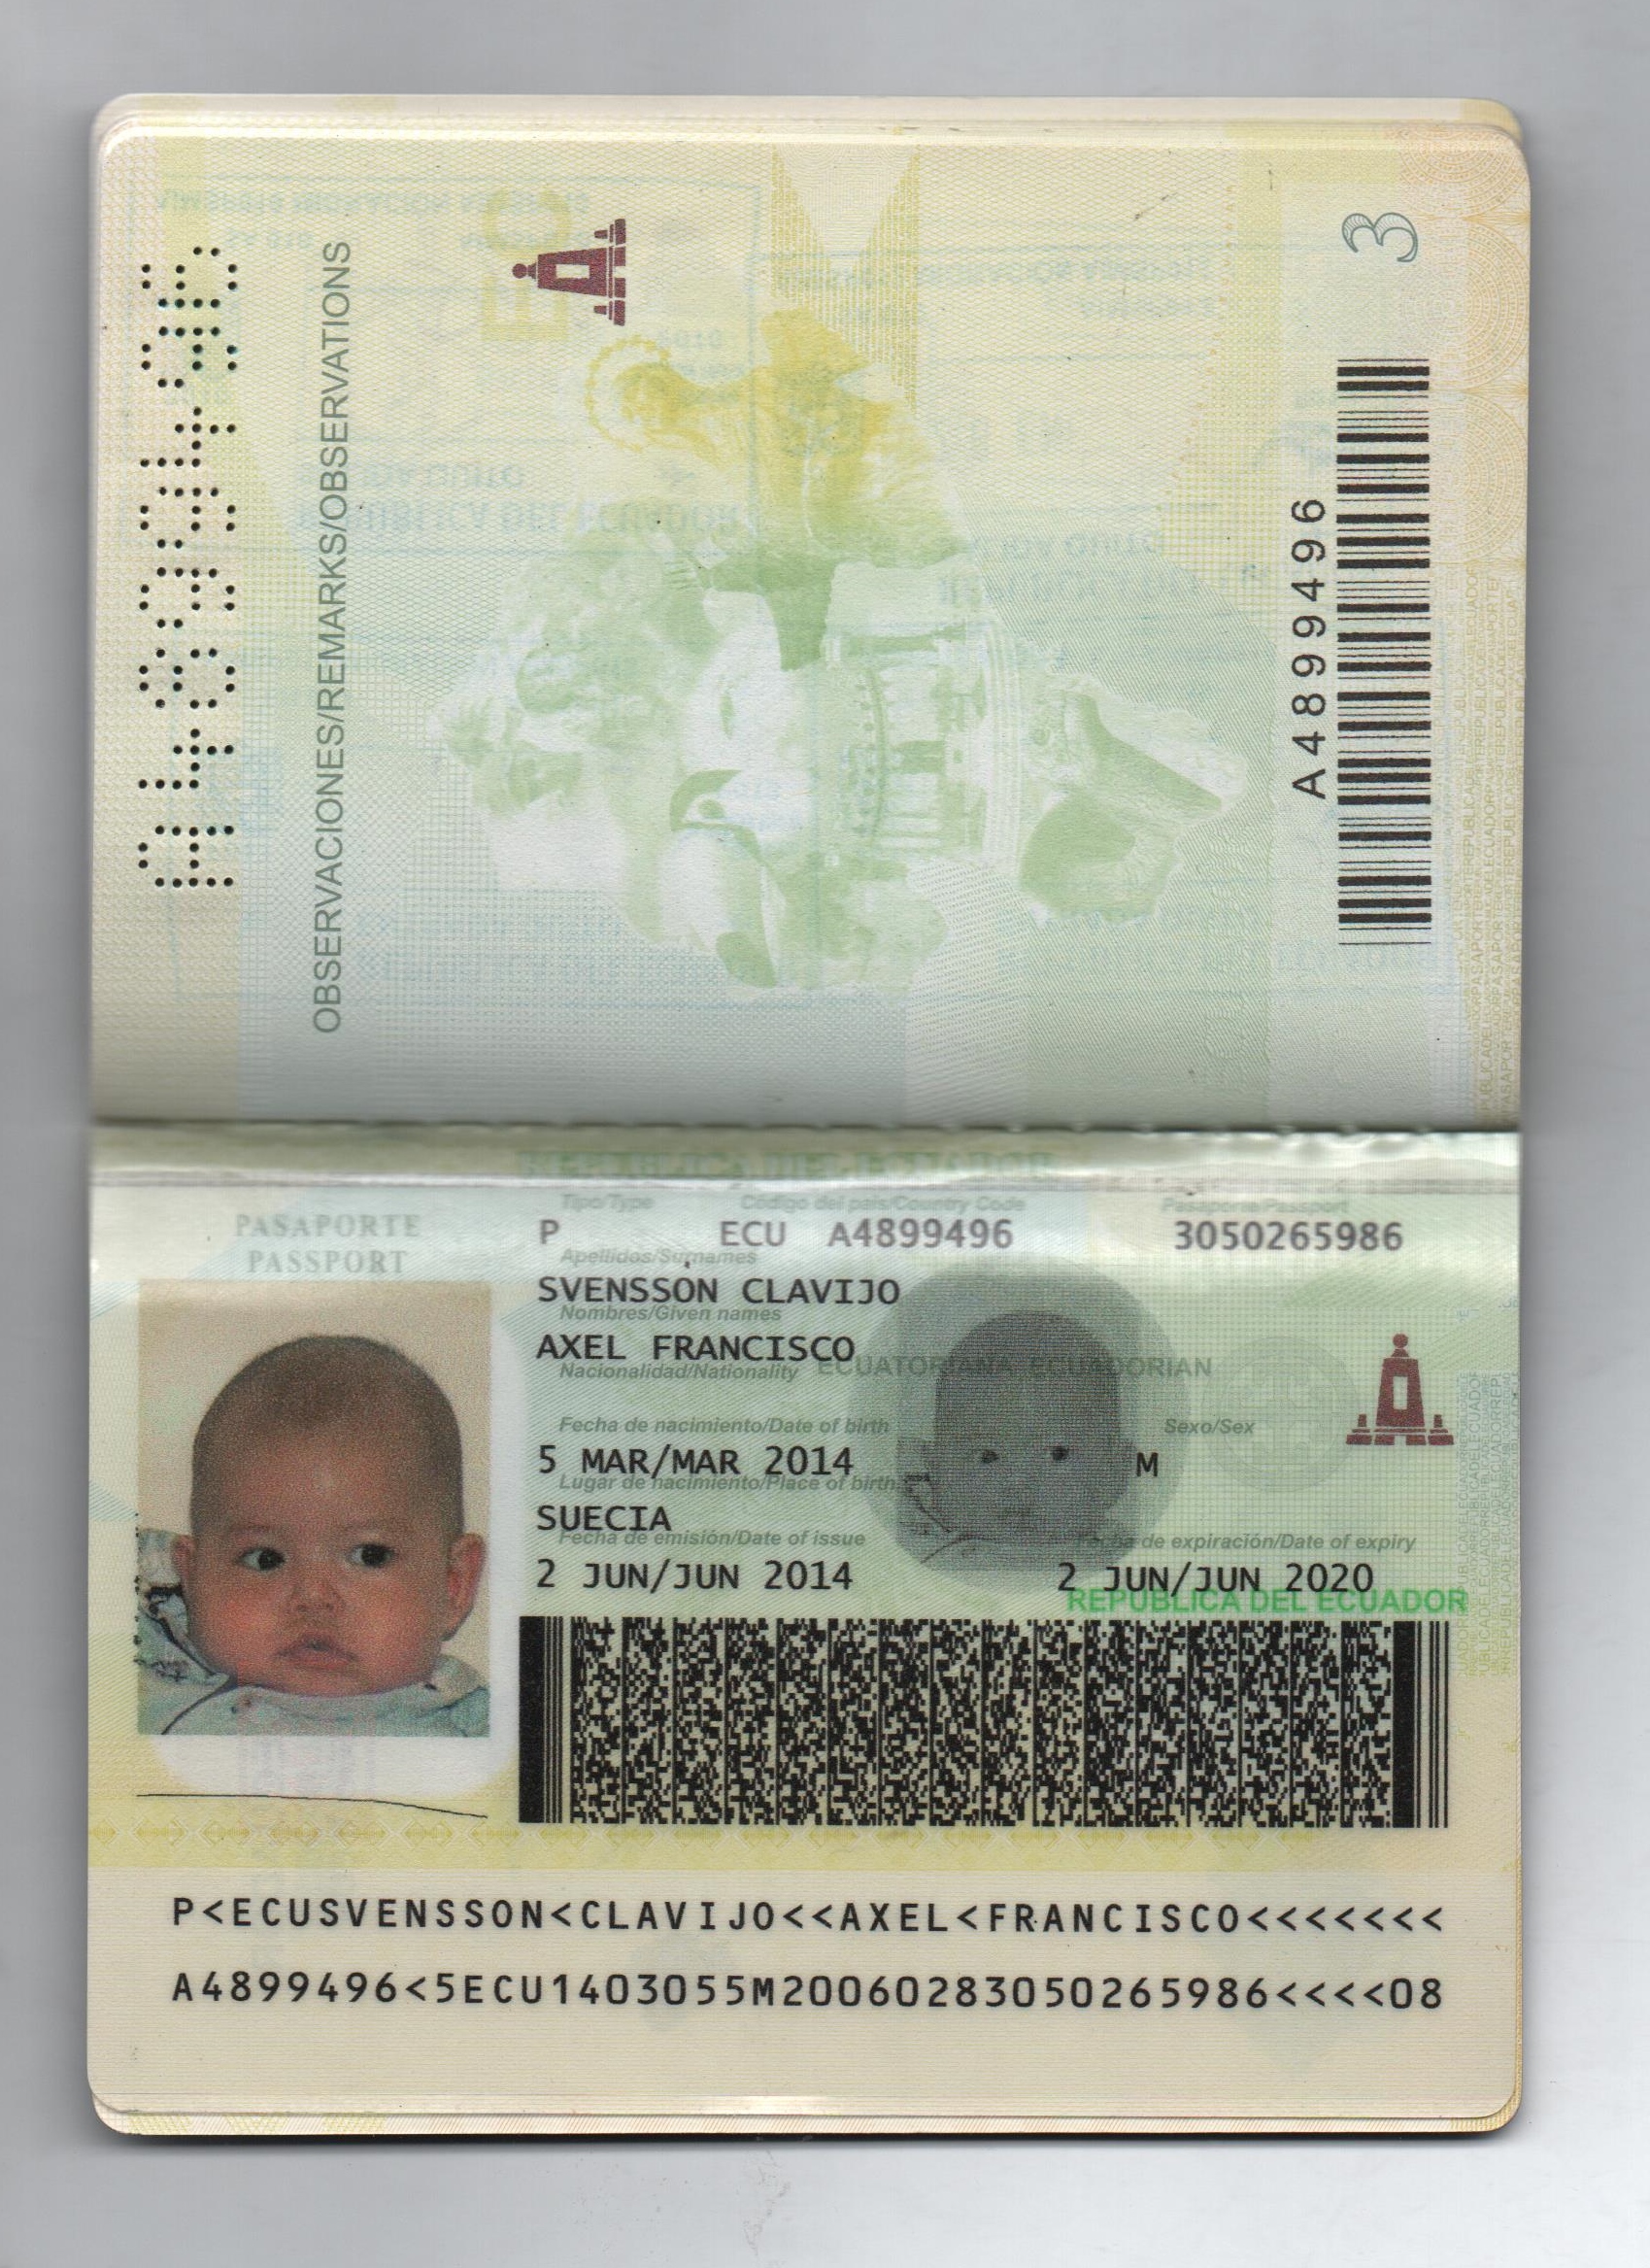 A4899496
OBSERVACIONES/REMARKS/OBSERVATIONS
3
A4899496
REPUBLICA DEL ECUADOR
PASAPORTE
PASSPORT
Tipo/Type Código del país/Country Code Pasaporte/Passport
P ECU A4899496 3050265986
Apellidos/Surnames
SVENSSON CLAVIJO
Nombres/Given names
AXEL FRANCISCO
Nacionalidad/Nationality ECUATORIANA ECUADORIAN
Fecha de nacimiento/Date of birth Sexo/Sex
5 MAR/MAR 2014 M
Lugar de nacimiento/Place of birth
SUECIA
Fecha de emisión/Date of issue Fecha de expiración/Date of expiry
2 JUN/JUN 2014 2 JUN/JUN 2020
REPUBLICA DEL ECUADOR
P<ECUSVENSSON<CLAVIJO<<AXEL<FRANCISCO<<<<<<<
A4899496<5ECU1403055M2006028305026598​6<<<<08